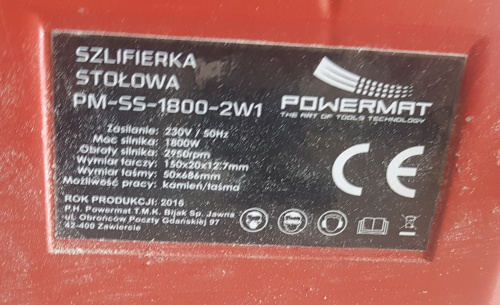 SZLIFIERKA
STOŁOWA
PM-SS-1800-2W1
POWERMAT
THE ART OF TOOLS TECHNOLOGY
Zasilanie: 230V / 50Hz
Moc silnika: 1800W
Obroty silnika: 2950rpm
Wymiar tarczy: 150x20x12.7mm
Wymiar taśmy: 50x686mm
Możliwość pracy: kamień/taśma
CE
ROK PRODUKCJI: 2016
P.H. Powermat T.M.K. Bijak Sp. Jawna
ul. Obrońców Poczty Gdańskiej 97
42-400 Zawiercie